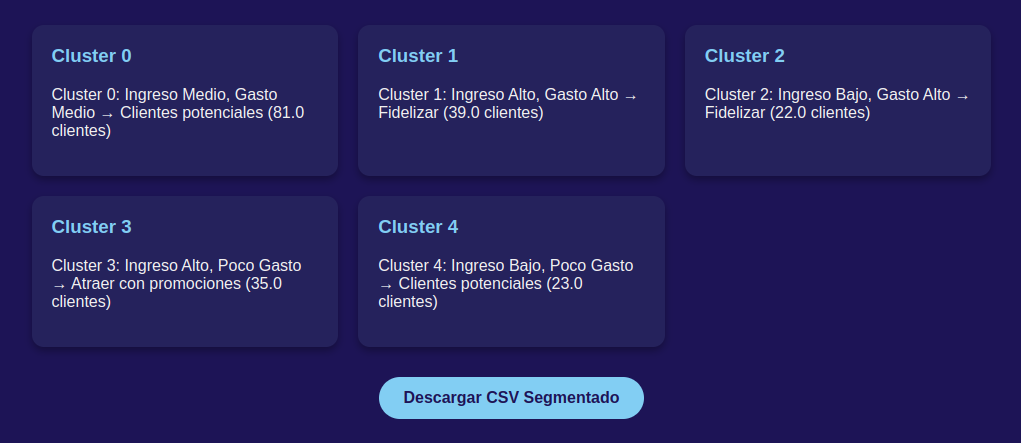 Cluster 0
Cluster 0: Ingreso Medio, Gasto
Medio → Clientes potenciales (81.0
clientes)
Cluster 1
Cluster 1: Ingreso Alto, Gasto Alto →
Fidelizar (39.0 clientes)
Cluster 2
Cluster 2: Ingreso Bajo, Gasto Alto →
Fidelizar (22.0 clientes)
Cluster 3
Cluster 3: Ingreso Alto, Poco Gasto
→ Atraer con promociones (35.0
clientes)
Cluster 4
Cluster 4: Ingreso Bajo, Poco Gasto
→ Clientes potenciales (23.0
clientes)
Descargar CSV Segmentado